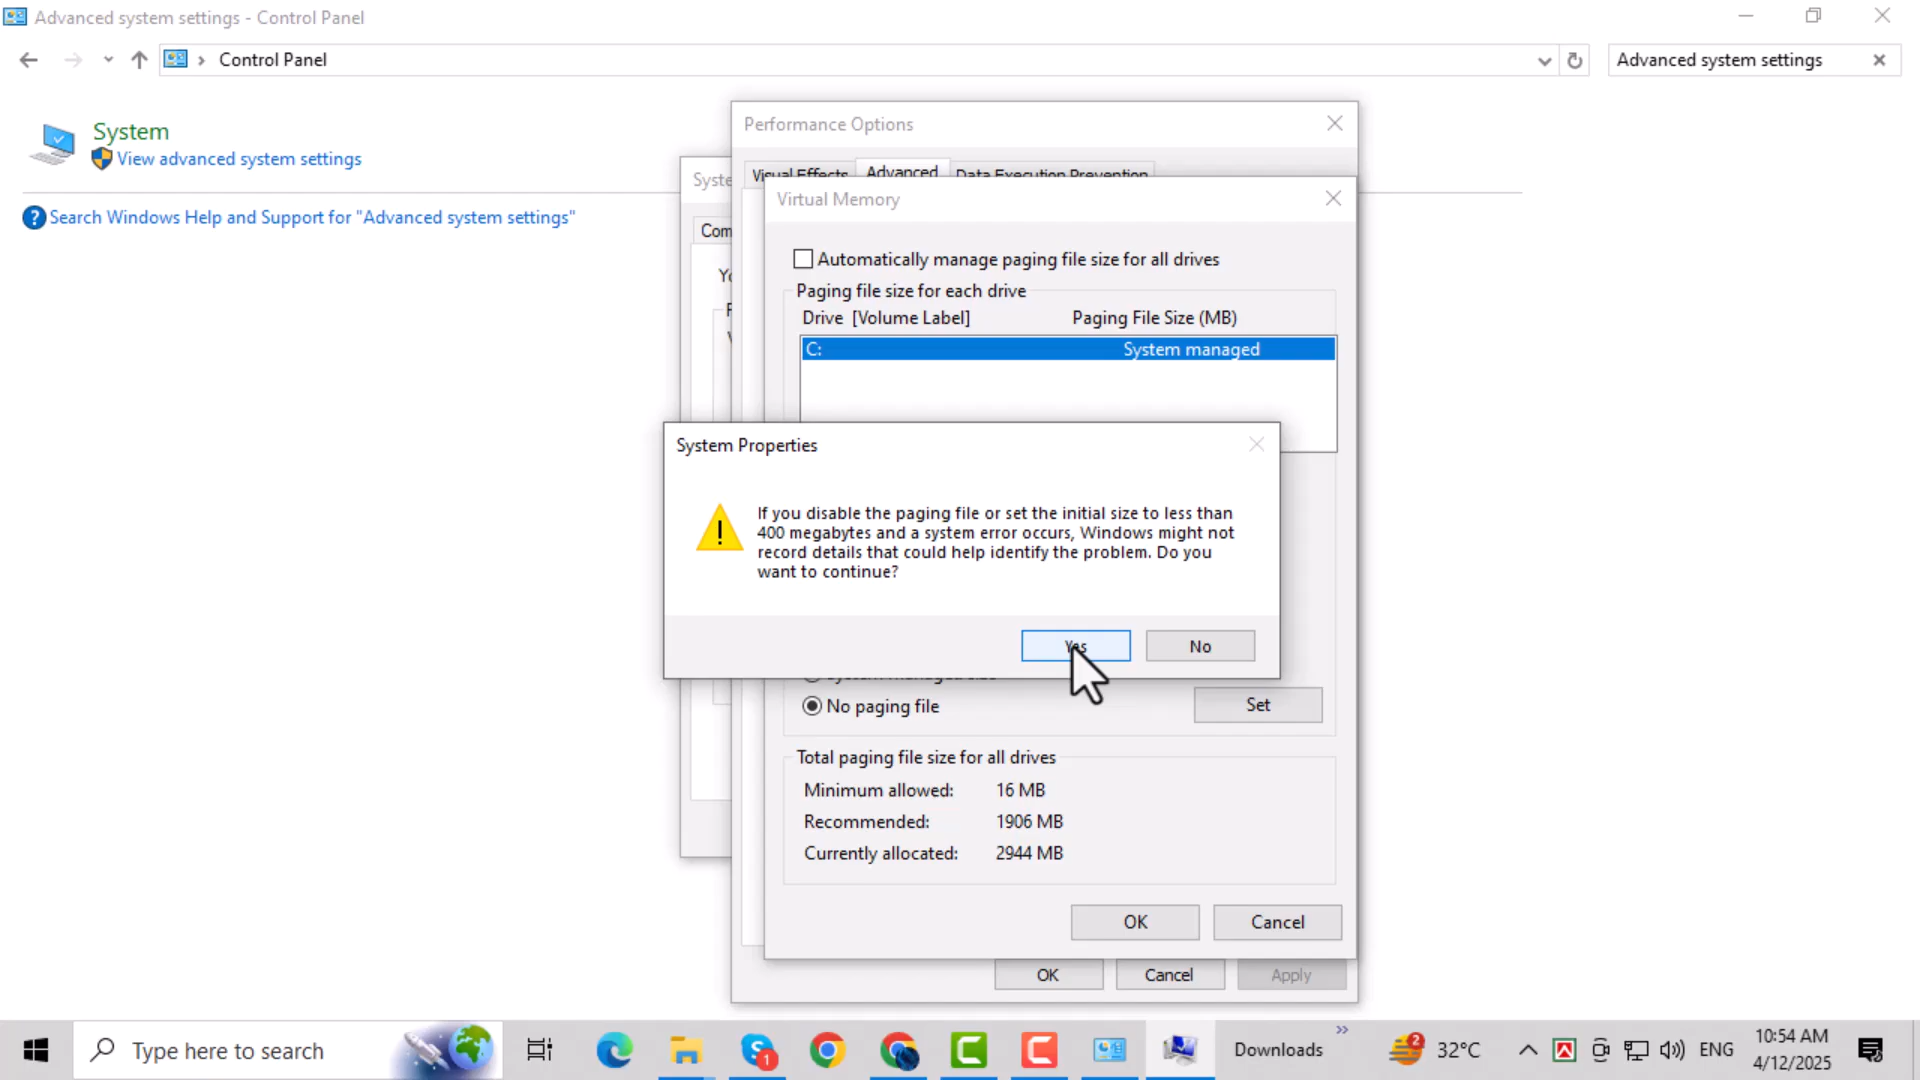 Advanced system settings - Control Panel
Control Panel
Advanced system settings
System
View advanced system settings
Search Windows Help and Support for "Advanced system settings"
Performance Options
Visual Effects
Advanced
Data Execution Prevention
Syste
Com
Virtual Memory
Automatically manage paging file size for all drives
Paging file size for each drive
Drive [Volume Label]
Paging File Size (MB)
C:
System managed
System Properties
If you disable the paging file or set the initial size to less than
400 megabytes and a system error occurs, Windows might not
record details that could help identify the problem. Do you
want to continue?
Yes
No
No paging file
Set
Total paging file size for all drives
Minimum allowed: 16 MB
Recommended: 1906 MB
Currently allocated: 2944 MB
OK
Cancel
OK
Cancel
Apply
Type here to search
1
Downloads
2
32°C
ENG
10:54 AM
4/12/2025